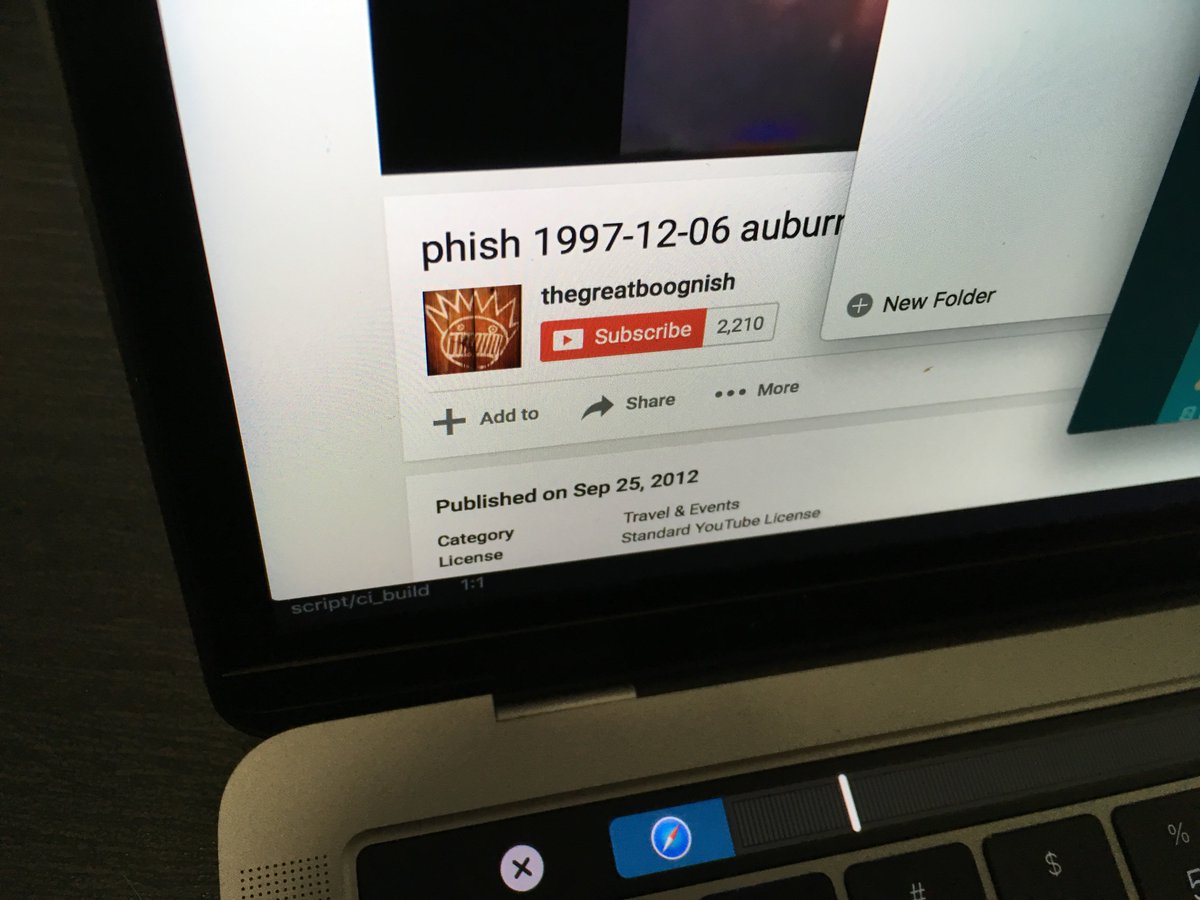 phish 1997-12-06 auburn
thegreatboognish
Subscribe 2,210
New Folder
Add to Share More
Published on Sep 25, 2012
Category Travel & Events
License Standard YouTube License
script/ci_build 1:1
# $ %
5